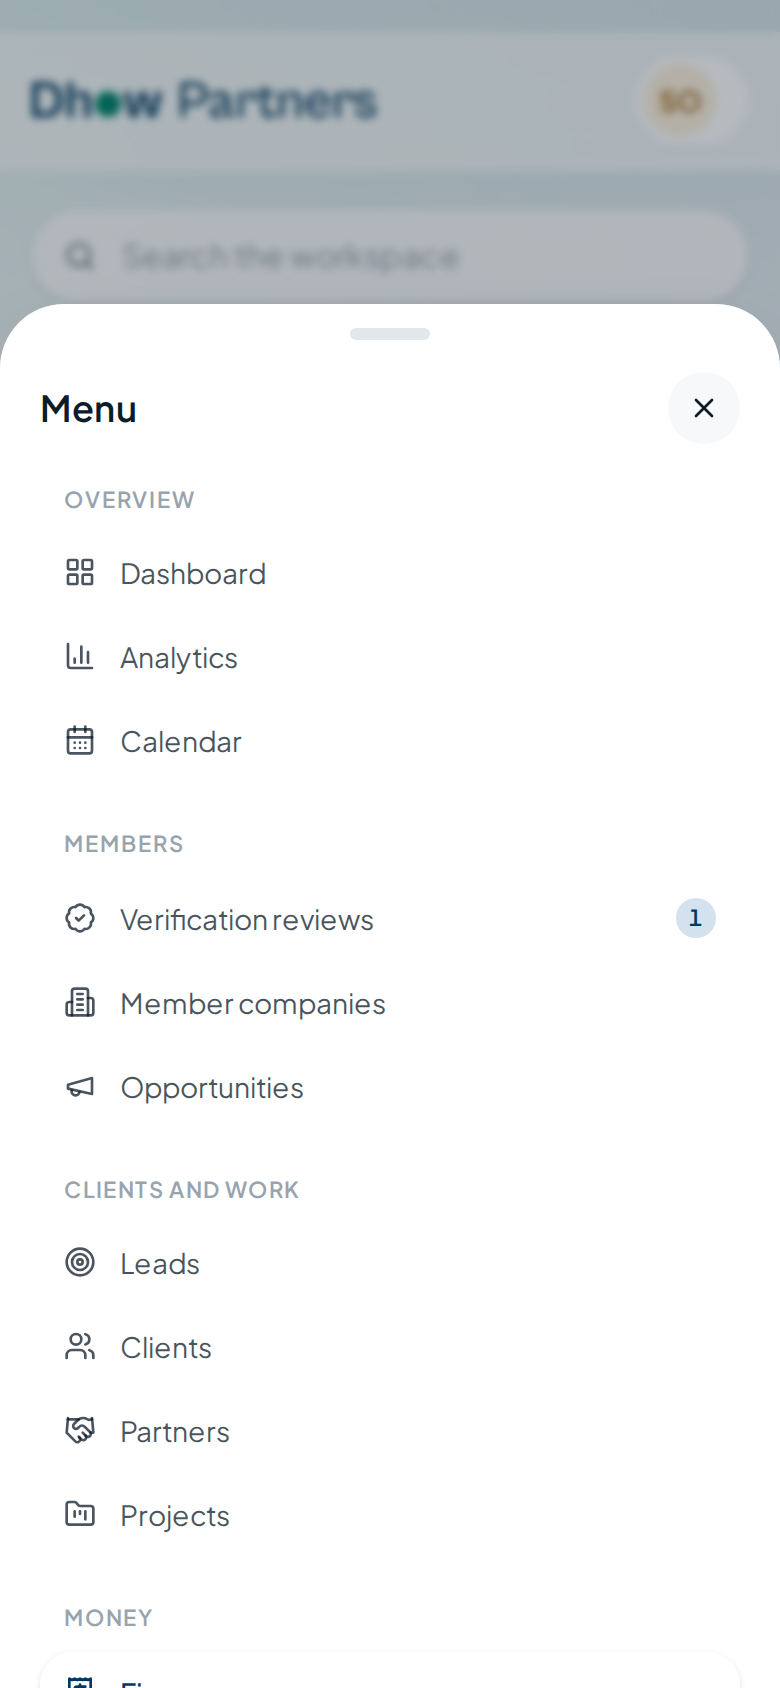 Dhow Partners
SO
Search the workspace
Menu
OVERVIEW
Dashboard
Analytics
Calendar
MEMBERS
Verification reviews
1
Member companies
Opportunities
CLIENTS AND WORK
Leads
Clients
Partners
Projects
MONEY